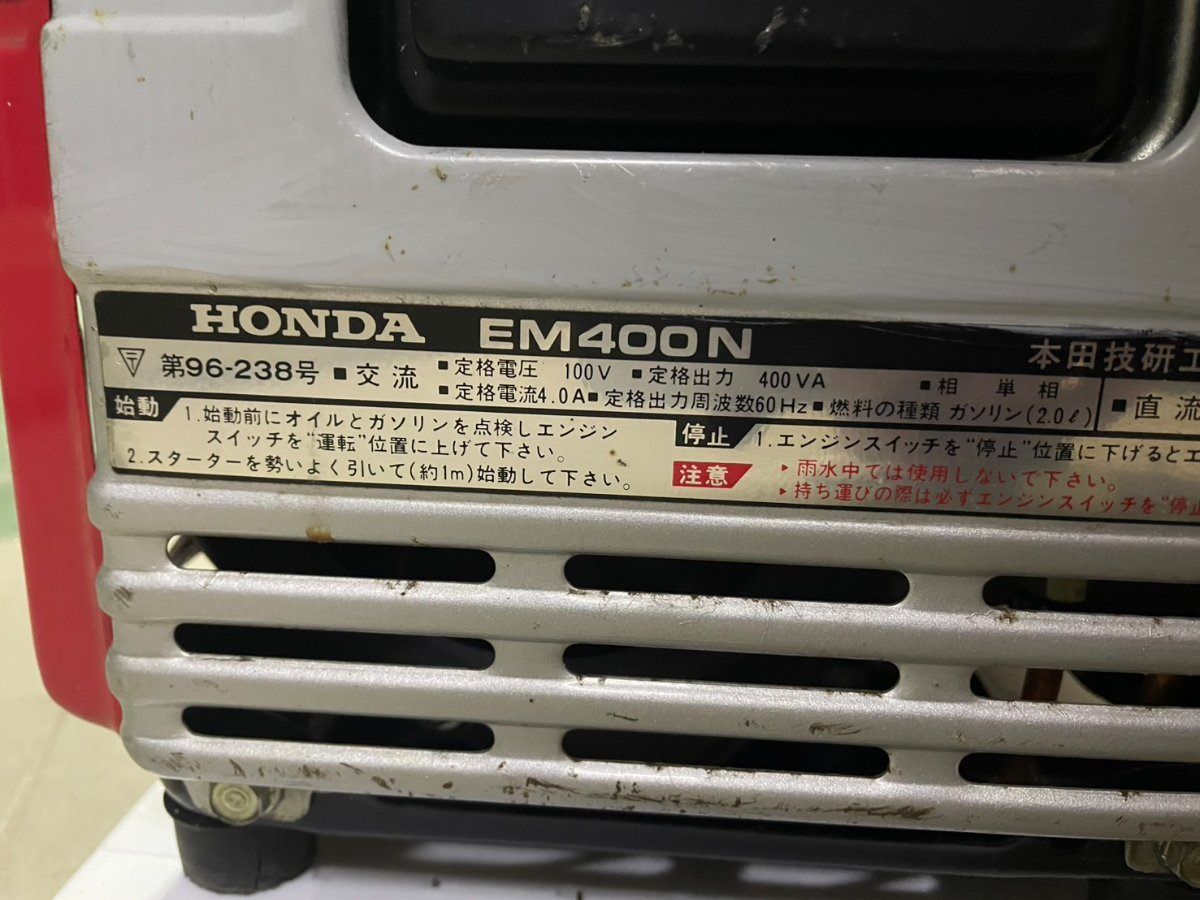 HONDA EM400N
本田技研工
〒 第96-238号 ■交流 ■定格電圧 100V ■定格出力 400VA ■相 単相
■定格電流4.0A ■定格出力周波数60Hz ■燃料の種類 ガソリン(2.0ℓ)
■直流
始動
1.始動前にオイルとガソリンを点検しエンジン
スイッチを“運転”位置に上げて下さい。
2.スターターを勢いよく引いて(約1m)始動して下さい。
停止 1.エンジンスイッチを“停止”位置に下げるとエ
注意 ▶雨水中では使用しないで下さい。
▶持ち運びの際は必ずエンジンスイッチを“停止